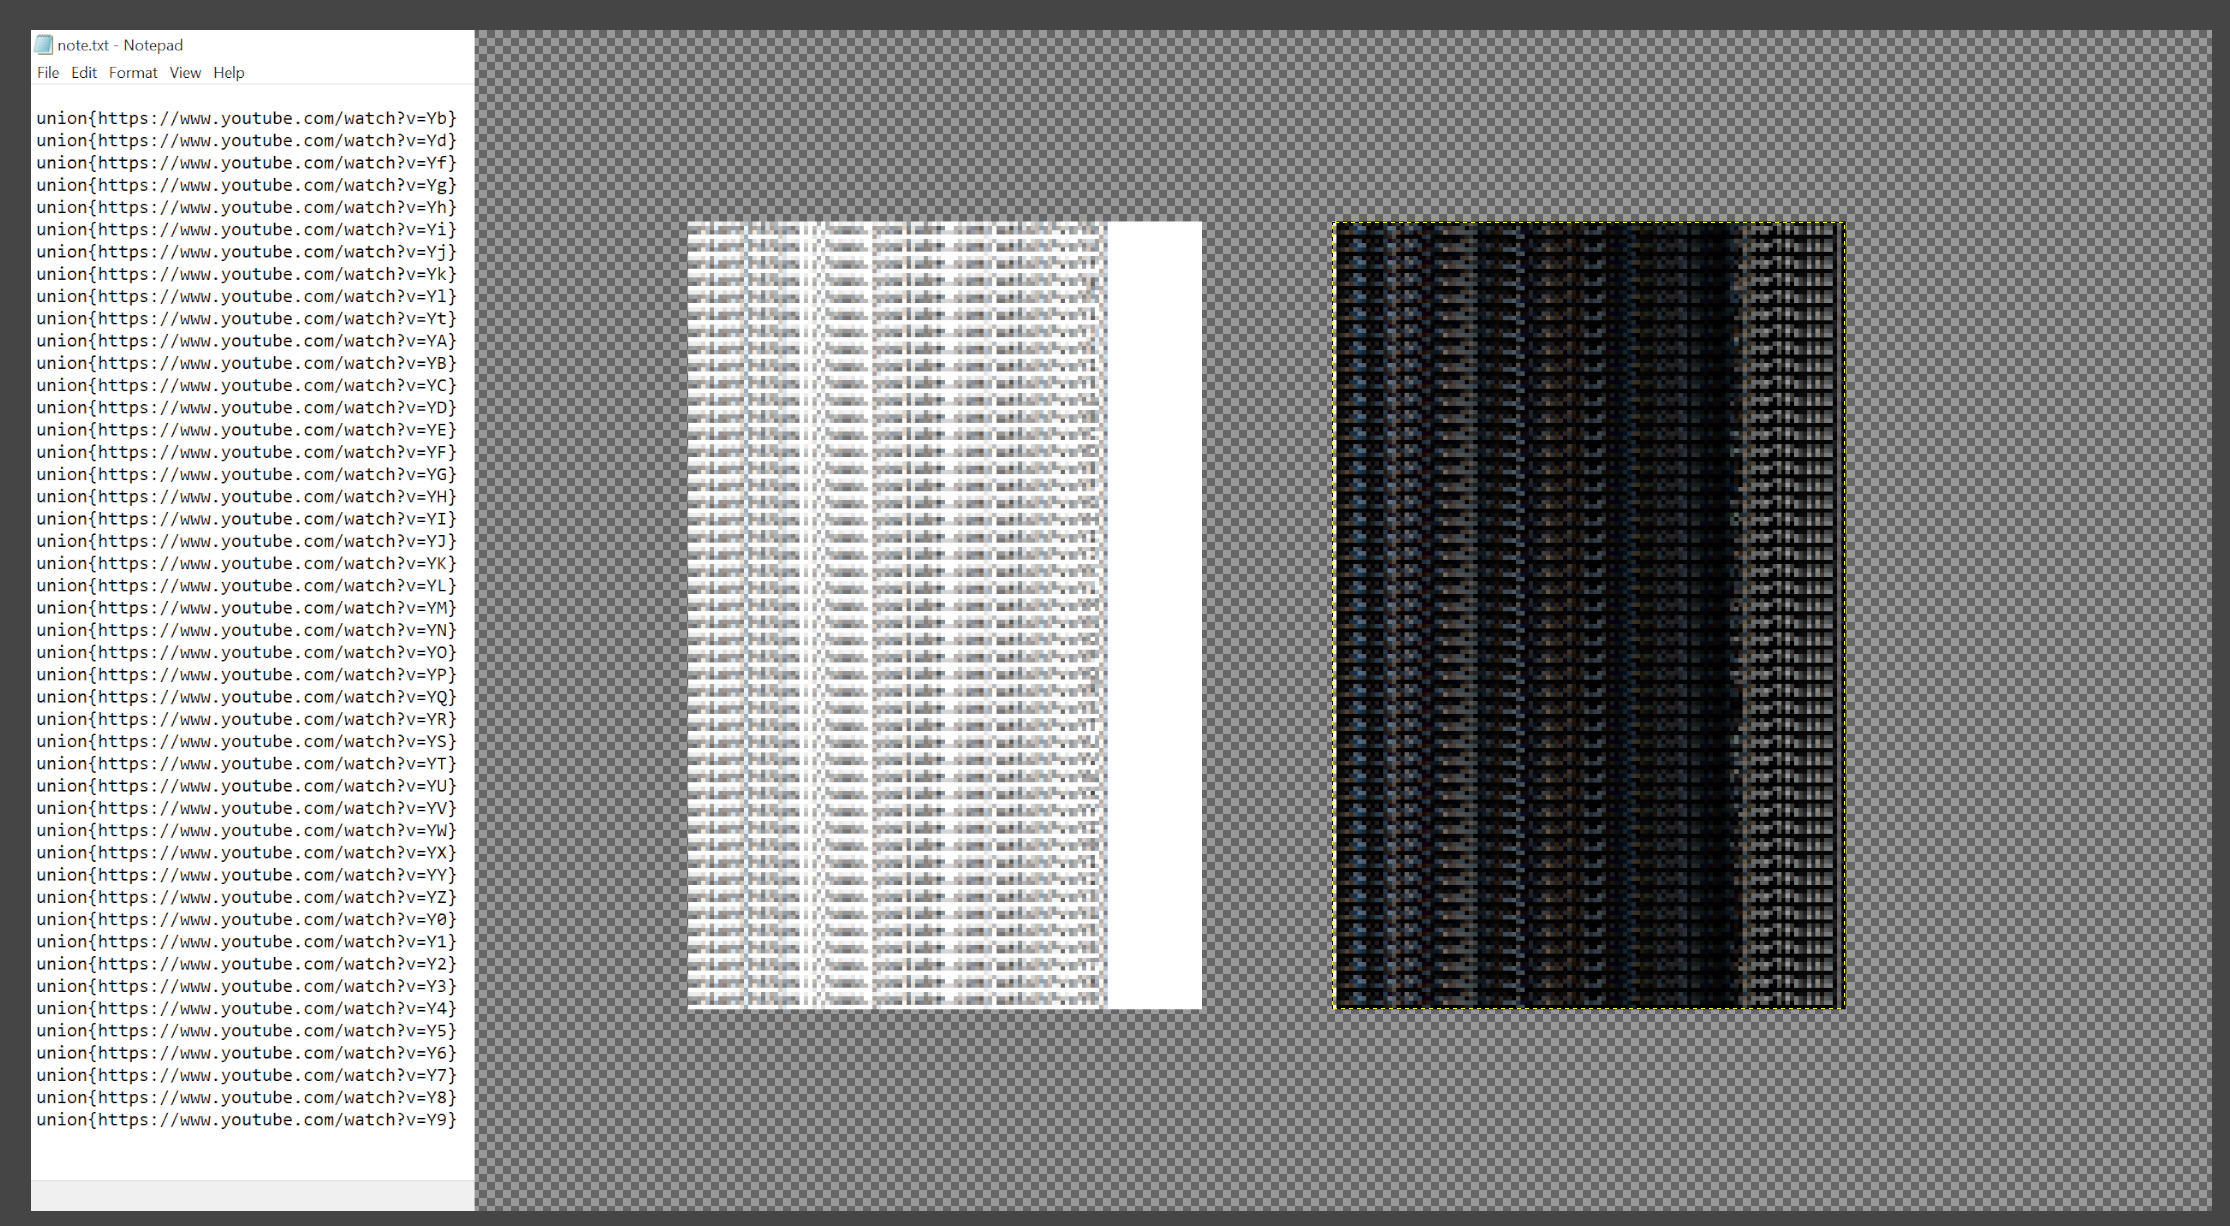 note.txt - Notepad
File Edit Format View Help
union{https://www.youtube.com/watch?v=Yb}
union{https://www.youtube.com/watch?v=Yd}
union{https://www.youtube.com/watch?v=Yf}
union{https://www.youtube.com/watch?v=Yg}
union{https://www.youtube.com/watch?v=Yh}
union{https://www.youtube.com/watch?v=Yi}
union{https://www.youtube.com/watch?v=Yj}
union{https://www.youtube.com/watch?v=Yk}
union{https://www.youtube.com/watch?v=Yl}
union{https://www.youtube.com/watch?v=Yt}
union{https://www.youtube.com/watch?v=YA}
union{https://www.youtube.com/watch?v=YB}
union{https://www.youtube.com/watch?v=YC}
union{https://www.youtube.com/watch?v=YD}
union{https://www.youtube.com/watch?v=YE}
union{https://www.youtube.com/watch?v=YF}
union{https://www.youtube.com/watch?v=YG}
union{https://www.youtube.com/watch?v=YH}
union{https://www.youtube.com/watch?v=YI}
union{https://www.youtube.com/watch?v=YJ}
union{https://www.youtube.com/watch?v=YK}
union{https://www.youtube.com/watch?v=YL}
union{https://www.youtube.com/watch?v=YM}
union{https://www.youtube.com/watch?v=YN}
union{https://www.youtube.com/watch?v=YO}
union{https://www.youtube.com/watch?v=YP}
union{https://www.youtube.com/watch?v=YQ}
union{https://www.youtube.com/watch?v=YR}
union{https://www.youtube.com/watch?v=YS}
union{https://www.youtube.com/watch?v=YT}
union{https://www.youtube.com/watch?v=YU}
union{https://www.youtube.com/watch?v=YV}
union{https://www.youtube.com/watch?v=YW}
union{https://www.youtube.com/watch?v=YX}
union{https://www.youtube.com/watch?v=YY}
union{https://www.youtube.com/watch?v=YZ}
union{https://www.youtube.com/watch?v=Y0}
union{https://www.youtube.com/watch?v=Y1}
union{https://www.youtube.com/watch?v=Y2}
union{https://www.youtube.com/watch?v=Y3}
union{https://www.youtube.com/watch?v=Y4}
union{https://www.youtube.com/watch?v=Y5}
union{https://www.youtube.com/watch?v=Y6}
union{https://www.youtube.com/watch?v=Y7}
union{https://www.youtube.com/watch?v=Y8}
union{https://www.youtube.com/watch?v=Y9}